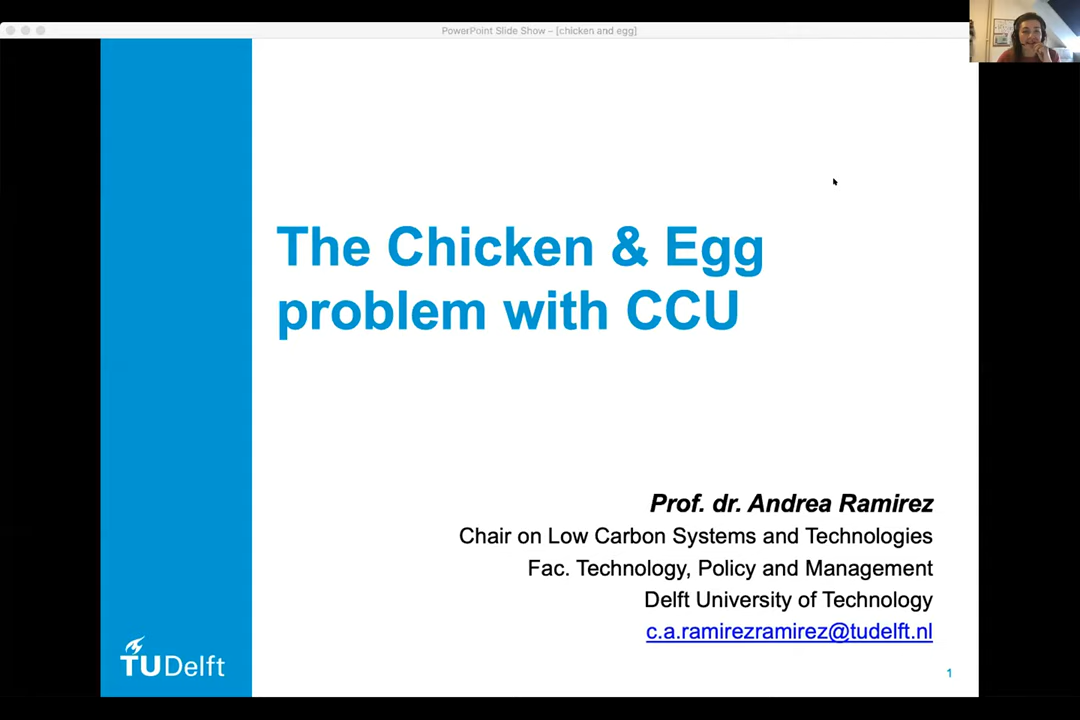 PowerPoint Slide Show – [chicken and egg]
The Chicken & Egg
problem with CCU
Prof. dr. Andrea Ramirez
Chair on Low Carbon Systems and Technologies
Fac. Technology, Policy and Management
Delft University of Technology
c.a.ramirezramirez@tudelft.nl
TUDelft
1